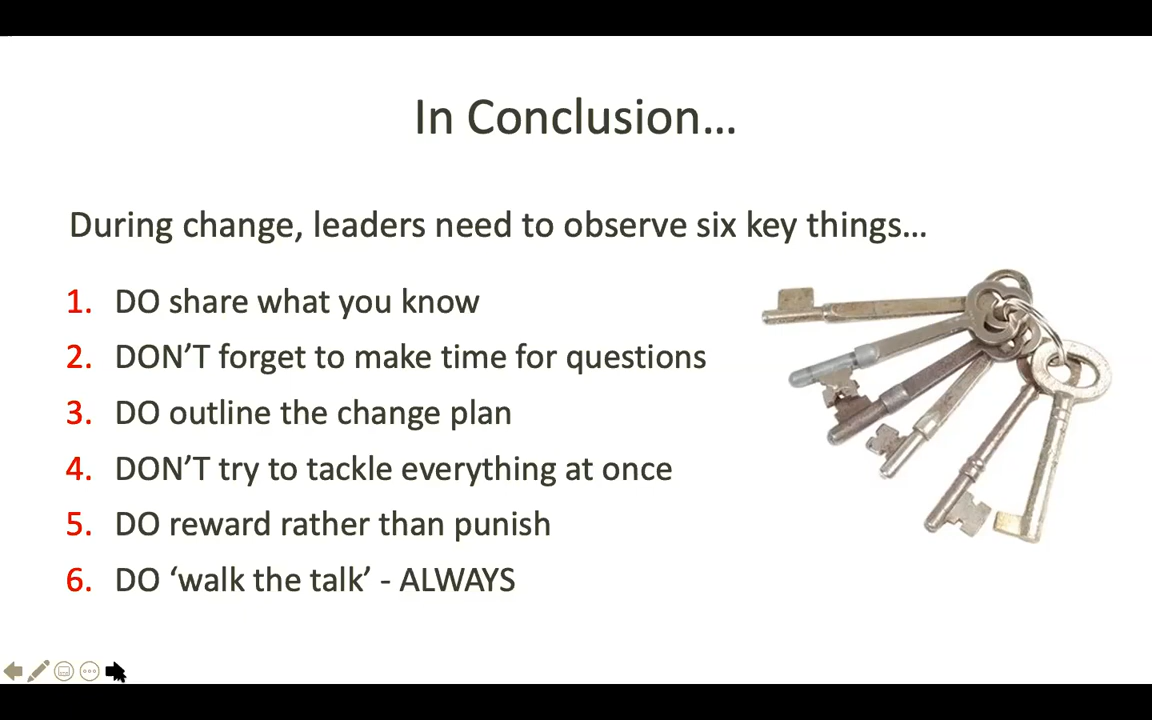 In Conclusion…
During change, leaders need to observe six key things…
1. DO share what you know
2. DON’T forget to make time for questions
3. DO outline the change plan
4. DON’T try to tackle everything at once
5. DO reward rather than punish
6. DO ‘walk the talk’ - ALWAYS